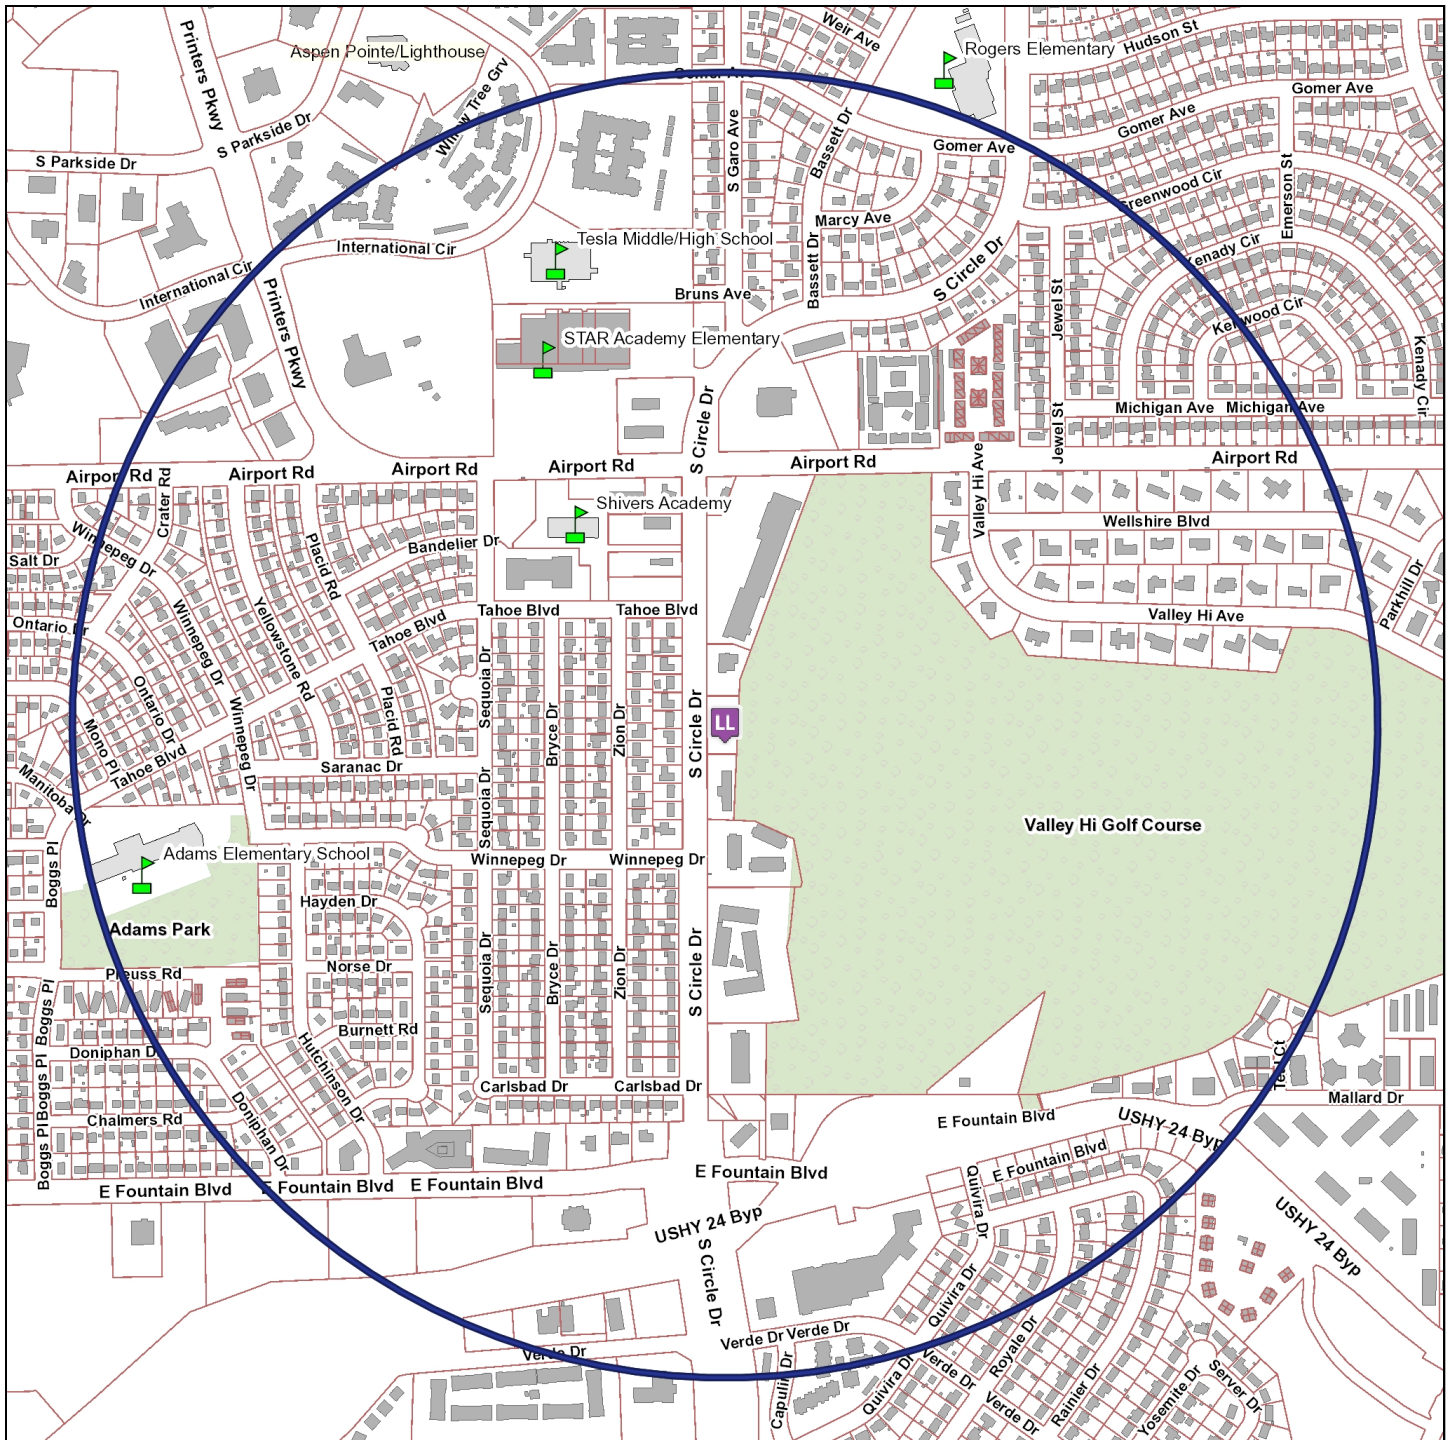 Weir Ave
Rogers Elementary
Hudson St
Aspen Pointe/Lighthouse
Printers Pkwy
Gomer Ave
Gomer Ave
Willow Tree Grv
S Parkside Dr
S Parkside Dr
S Garo Ave
Bassett Dr
Gomer Ave
Gomer Ave
Greenwood Cir
Emerson St
Marcy Ave
Tesla Middle/High School
International Cir
Bassett Dr
S Circle Dr
Kenady Cir
International Cir
Printers Pkwy
Bruns Ave
Jewel St
Kenwood Cir
STAR Academy Elementary
Kenady Cir
S Circle Dr
Michigan Ave
Michigan Ave
Jewel St
Airport Rd
Airport Rd
Airport Rd
Airport Rd
Airport Rd
Airport Rd
Crater Rd
Valley Hi Ave
Shivers Academy
Wellshire Blvd
Winnepeg Dr
Placid Rd
Bandelier Dr
Salt Dr
Parkhill Dr
Tahoe Blvd
Tahoe Blvd
Valley Hi Ave
Ontario Dr
Winnepeg Dr
Yellowstone Rd
Tahoe Blvd
Ontario Dr
Winnepeg Dr
Placid Rd
Sequoia Dr
Bryce Dr
Zion Dr
S Circle Dr
LL
Mono Pl
Tahoe Blvd
Saranac Dr
Manitoba Dr
Sequoia Dr
Valley Hi Golf Course
Boggs Pl
Adams Elementary School
Winnepeg Dr
Winnepeg Dr
Hayden Dr
Adams Park
Preuss Rd
Norse Dr
Sequoia Dr
Bryce Dr
Zion Dr
S Circle Dr
Boggs Pl
Burnett Rd
Doniphan D
Hutchinson Dr
Teal Ct
Boggs Pl
Carlsbad Dr
Carlsbad Dr
Mallard Dr
Chalmers Rd
Doniphan Dr
E Fountain Blvd
USHY 24 Byp
Boggs Pl
E Fountain Blvd
E Fountain Blvd
E Fountain Blvd
E Fountain Blvd
E Fountain Blvd
Quivira Dr
USHY 24 Byp
USHY 24 Byp
S Circle Dr
Quivira Dr
Verde Dr
Verde Dr
Royale Dr
Verde Dr
Capulin Dr
Quivira Dr
Verde Dr
Verde Dr
Rainier Dr
Yosemite Dr
Server Dr